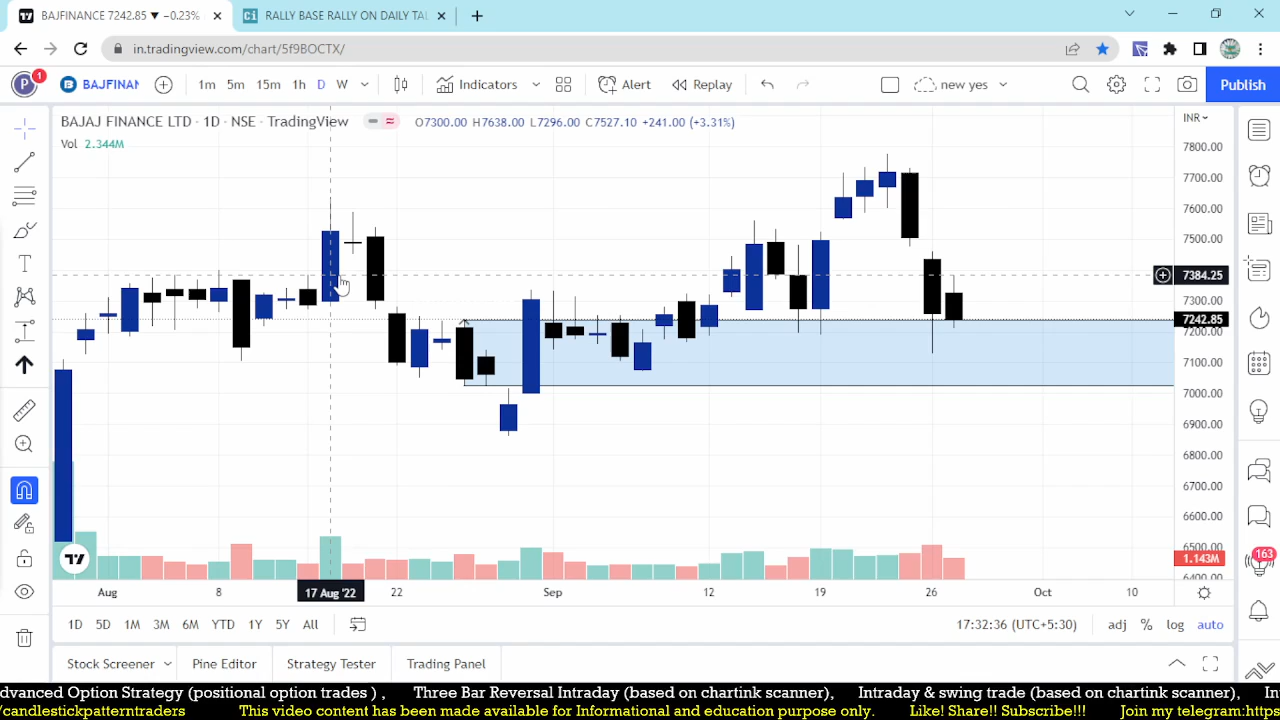 BAJFINANCE 7242.85 ▼ −0.23%
Ci RALLY BASE RALLY ON DAILY TAI
in.tradingview.com/chart/5f9BOCTX/
P 1 BAJFINAN 1m 5m 15m 1h D W Indicators Alert Replay new yes Publish
BAJAJ FINANCE LTD · 1D · NSE · TradingView O7300.00 H7638.00 L7296.00 C7527.10 +241.00 (+3.31%) INR
Vol 2.344M
7800.00
7700.00
7600.00
7500.00
7384.25
7300.00
7242.85
7200.00
7100.00
7000.00
6900.00
6800.00
6700.00
6600.00
6500.00
1.143M
6400.00
163
Aug 8 17 Aug '22 22 Sep 12 19 26 Oct 10
1D 5D 1M 3M 6M YTD 1Y 5Y All 17:32:36 (UTC+5:30) adj % log auto
Stock Screener Pine Editor Strategy Tester Trading Panel
dvanced Option Strategy (positional option trades ) , Three Bar Reversal Intraday (based on chartink scanner), Intraday & swing trade (based on chartink scanner), In
/candlestickpatterntraders This video content has been made available for Informational and education purpose only. Like! Share!! Subscribe!!! Join my telegram:https